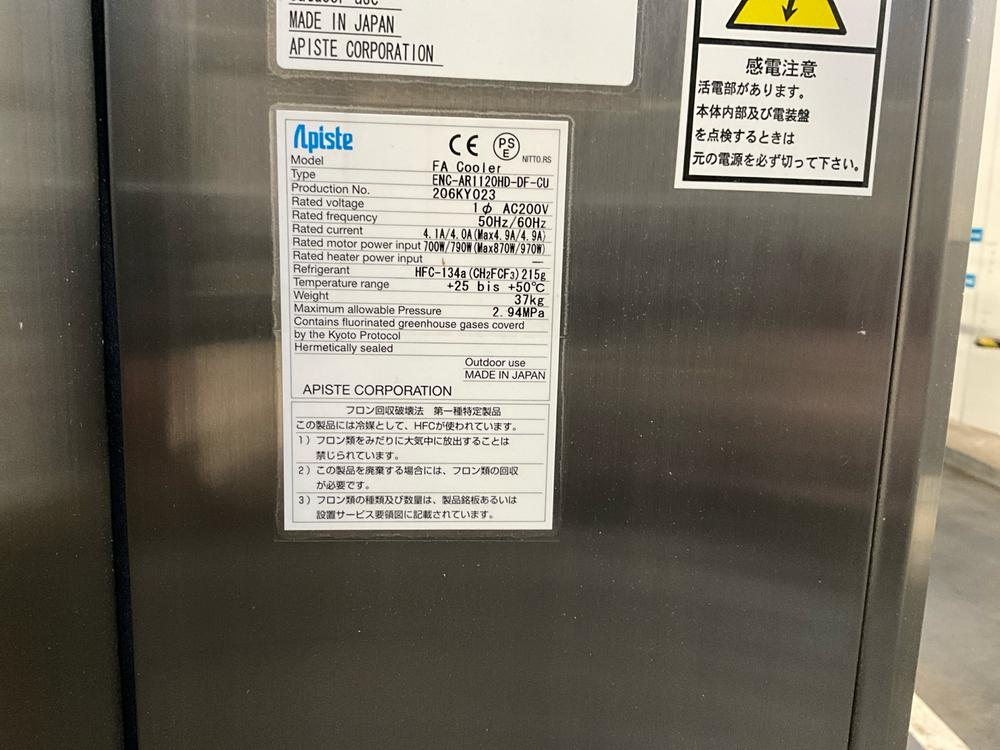 Outdoor use
MADE IN JAPAN
APISTE CORPORATION
感電注意
活電部があります。
本体内部及び電装盤
を点検するときは
元の電源を必ず切って下さい。
Apiste
CE PS E NITTO.RS
Model FA Cooler
Type ENC-AR1120HD-DF-CU
Production No. 206KY023
Rated voltage 1φ AC200V
Rated frequency 50Hz/60Hz
Rated current 4.1A/4.0A(Max4.9A/4.9A)
Rated motor power input 700W/790W(Max870W/970W)
Rated heater power input —
Refrigerant HFC-134a(CH2FCF3)215g
Temperature range +25 bis +50℃
Weight 37kg
Maximum allowable Pressure 2.94MPa
Contains fluorinated greenhouse gases coverd
by the Kyoto Protocol
Hermetically sealed
Outdoor use
MADE IN JAPAN
APISTE CORPORATION
フロン回収破壊法 第一種特定製品
この製品には冷媒として、HFCが使われています。
1）フロン類をみだりに大気中に放出することは
禁じられています。
2）この製品を廃棄する場合には、フロン類の回収
が必要です。
3）フロン類の種類及び数量は、製品銘板あるいは
設置サービス要領図に記載されています。